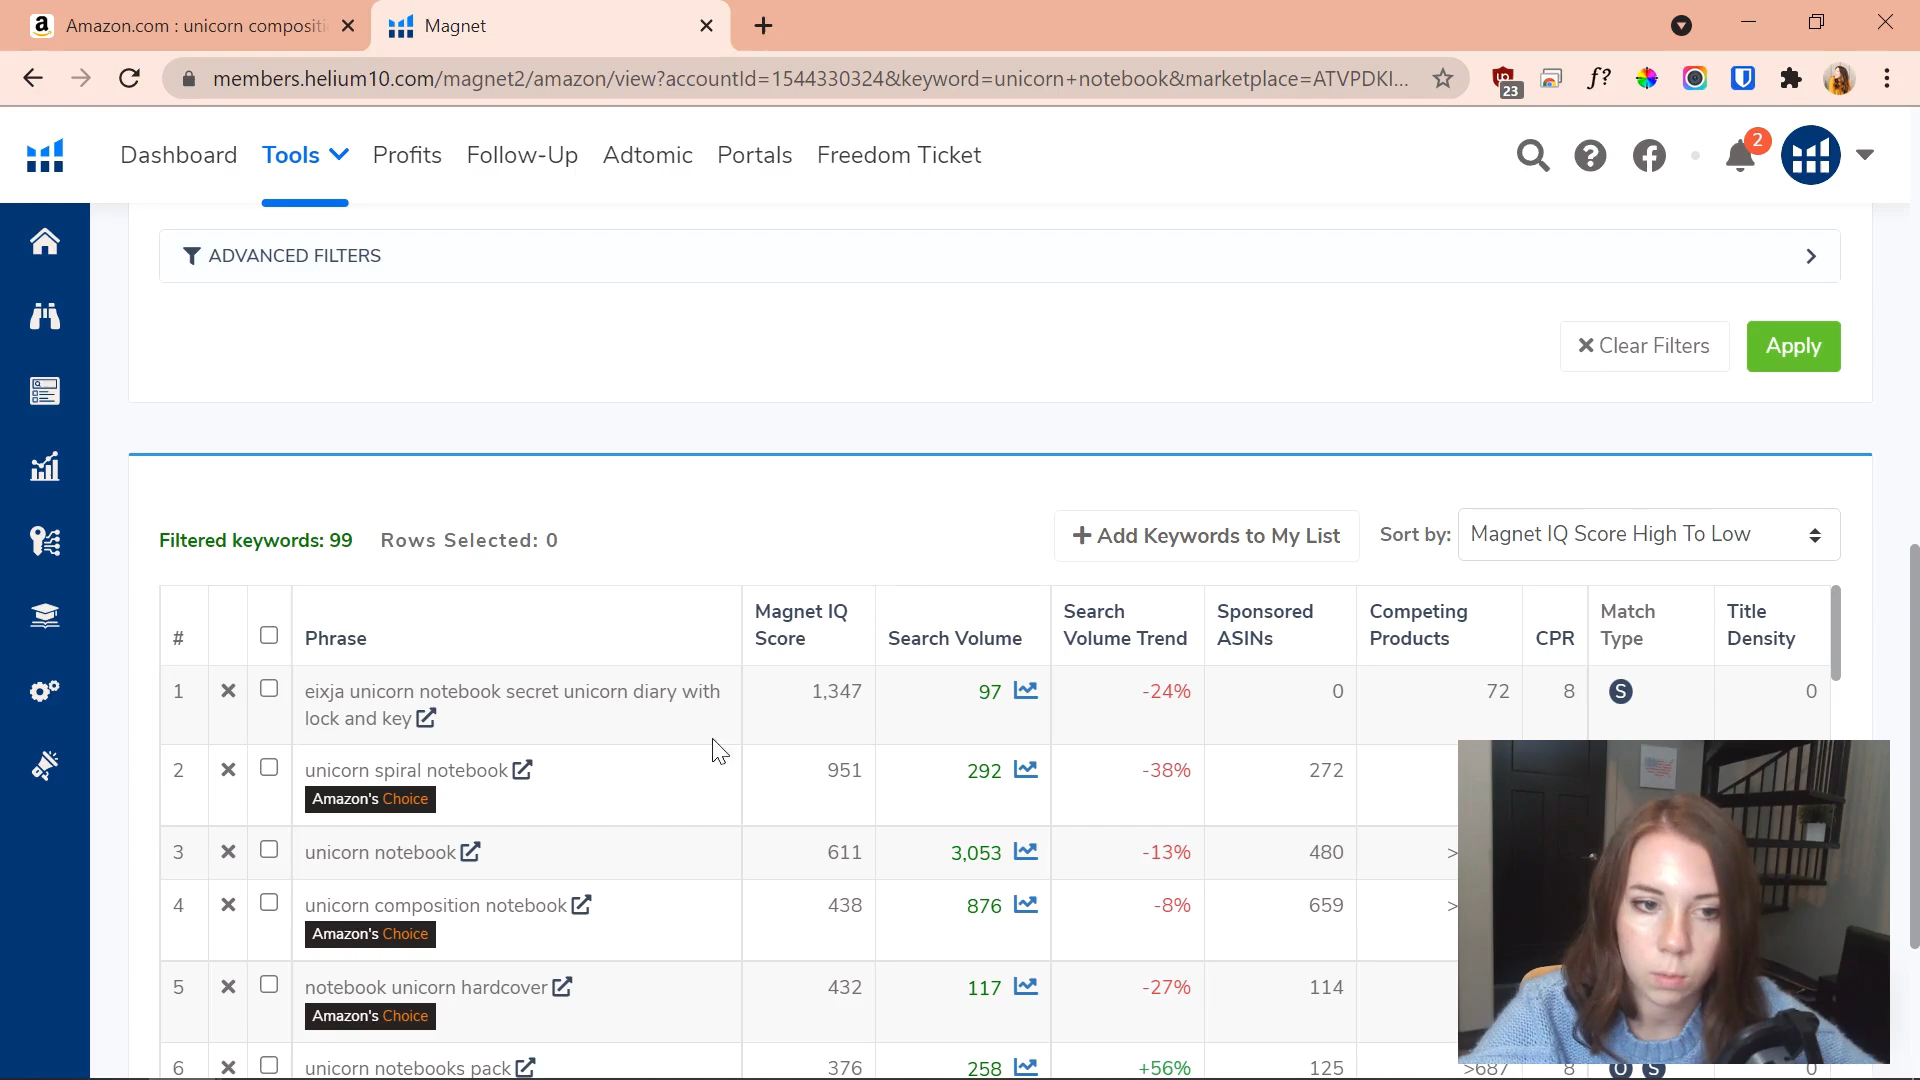 Amazon.com : unicorn compositi
Magnet
members.helium10.com/magnet2/amazon/view?accountId=1544330324&keyword=unicorn+notebook&marketplace=ATVPDKI...
23
f?
Dashboard Tools Profits Follow-Up Adtomic Portals Freedom Ticket
2
ADVANCED FILTERS
Clear Filters Apply
Filtered keywords: 99 Rows Selected: 0
+ Add Keywords to My List Sort by: Magnet IQ Score High To Low
# Phrase Magnet IQ Score Search Volume Search Volume Trend Sponsored ASINs Competing Products CPR Match Type Title Density
1 eixja unicorn notebook secret unicorn diary with lock and key 1,347 97 -24% 0 72 8 S 0
2 unicorn spiral notebook 951 292 -38% 272
Amazon's Choice
3 unicorn notebook 611 3,053 -13% 480 >
4 unicorn composition notebook 438 876 -8% 659 >
Amazon's Choice
5 notebook unicorn hardcover 432 117 -27% 114
Amazon's Choice
6 unicorn notebooks pack 376 258 +56% 125 >687 8 O S 0